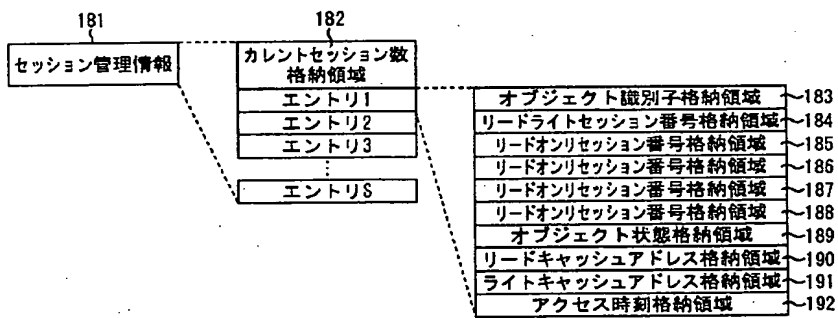 181
セッション管理情報
182
カレントセッション数
格納領域
エントリ1
エントリ2
エントリ3
エントリS
オブジェクト識別子格納領域 183
リードライトセッション番号格納領域 184
リードオンリセッション番号格納領域 185
リードオンリセッション番号格納領域 186
リードオンリセッション番号格納領域 187
リードオンリセッション番号格納領域 188
オブジェクト状態格納領域 189
リードキャッシュアドレス格納領域 190
ライトキャッシュアドレス格納領域 191
アクセス時刻格納領域 192